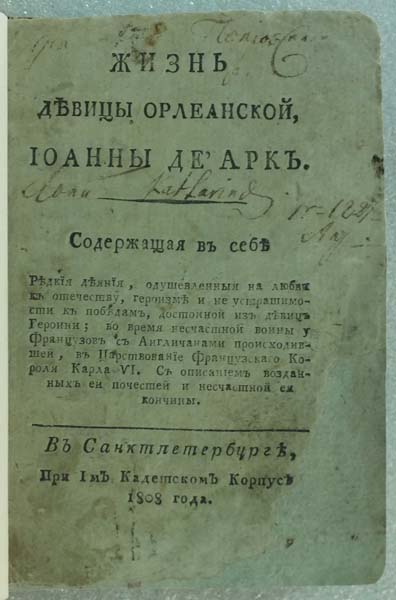 ЖИЗНЬ
ДѢВИЦЫ ОРЛЕАНСКОЙ,
ІОАННЫ ДЕ' АРКЪ.
Katharina
Содержащая въ себѣ
Рѣдкія дѣянія, одушевленныя на любви
къ отечеству, героизмѣ и не устрашимо-
сти къ побѣдамъ, достойной изъ дѣвицъ
Героини; во время несчастной войны у
Французовъ съ Англичанами происходив-
шей, въ Царствованіе Французскаго Ко-
роля Карла VI. Съ описаніемъ воздан-
ныхъ ей почестей и несчастной ея
кончины.
Въ Санктпетербургѣ,
При Імъ Кадетскомъ Корпусѣ
1808 года.